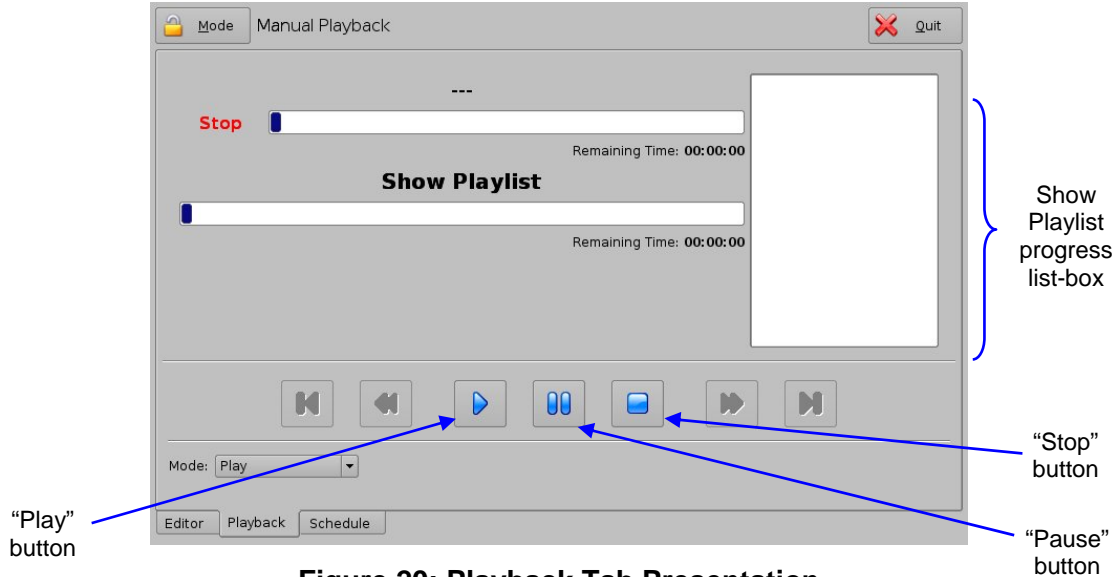 Mode Manual Playback Quit
---
Stop
Remaining Time: 00:00:00
Show Playlist
Remaining Time: 00:00:00
Show
Playlist
progress
list-box
Mode: Play
Editor Playback Schedule
“Play”
button
“Stop”
button
“Pause”
button